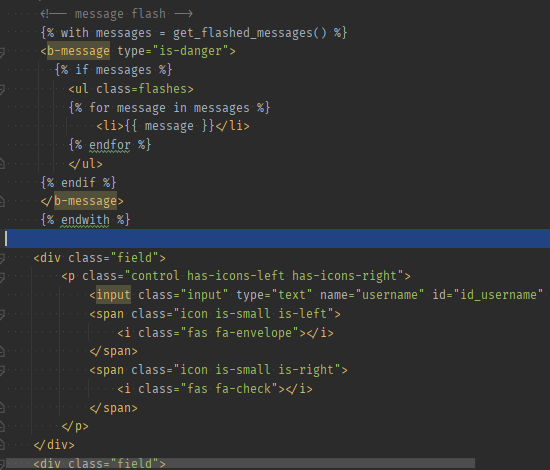 <!-- message flash -->
{% with messages = get_flashed_messages() %}
<b-message type="is-danger">
{% if messages %}
<ul class=flashes>
{% for message in messages %}
<li>{{ message }}</li>
{% endfor %}
</ul>
{% endif %}
</b-message>
{% endwith %}
<div class="field">
<p class="control has-icons-left has-icons-right">
<input class="input" type="text" name="username" id="id_username"
<span class="icon is-small is-left">
<i class="fas fa-envelope"></i>
</span>
<span class="icon is-small is-right">
<i class="fas fa-check"></i>
</span>
</p>
</div>
<div class="field">